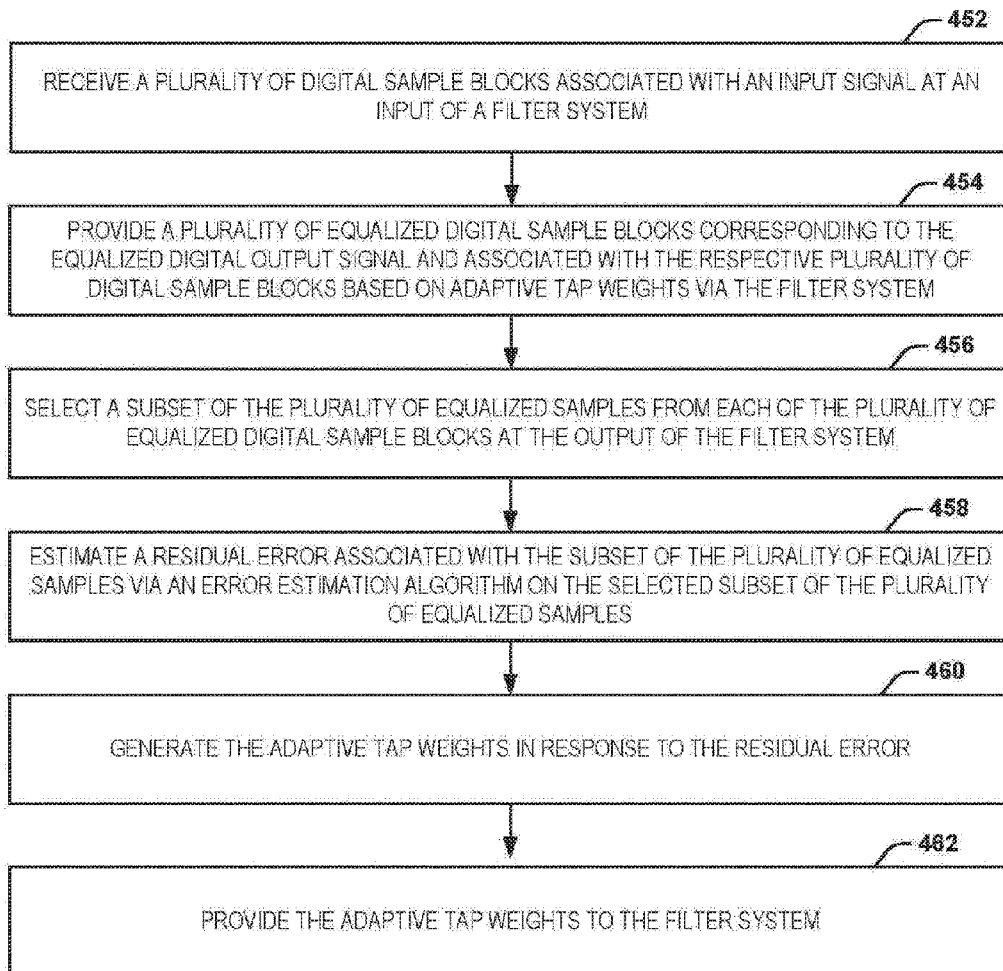 452
RECEIVE A PLURALITY OF DIGITAL SAMPLE BLOCKS ASSOCIATED WITH AN INPUT SIGNAL AT AN
INPUT OF A FILTER SYSTEM
454
PROVIDE A PLURALITY OF EQUALIZED DIGITAL SAMPLE BLOCKS CORRESPONDING TO THE
EQUALIZED DIGITAL OUTPUT SIGNAL AND ASSOCIATED WITH THE RESPECTIVE PLURALITY OF
DIGITAL SAMPLE BLOCKS BASED ON ADAPTIVE TAP WEIGHTS VIA THE FILTER SYSTEM
456
SELECT A SUBSET OF THE PLURALITY OF EQUALIZED SAMPLES FROM EACH OF THE PLURALITY OF
EQUALIZED DIGITAL SAMPLE BLOCKS AT THE OUTPUT OF THE FILTER SYSTEM
458
ESTIMATE A RESIDUAL ERROR ASSOCIATED WITH THE SUBSET OF THE PLURALITY OF EQUALIZED
SAMPLES VIA AN ERROR ESTIMATION ALGORITHM ON THE SELECTED SUBSET OF THE PLURALITY
OF EQUALIZED SAMPLES
460
GENERATE THE ADAPTIVE TAP WEIGHTS IN RESPONSE TO THE RESIDUAL ERROR
462
PROVIDE THE ADAPTIVE TAP WEIGHTS TO THE FILTER SYSTEM